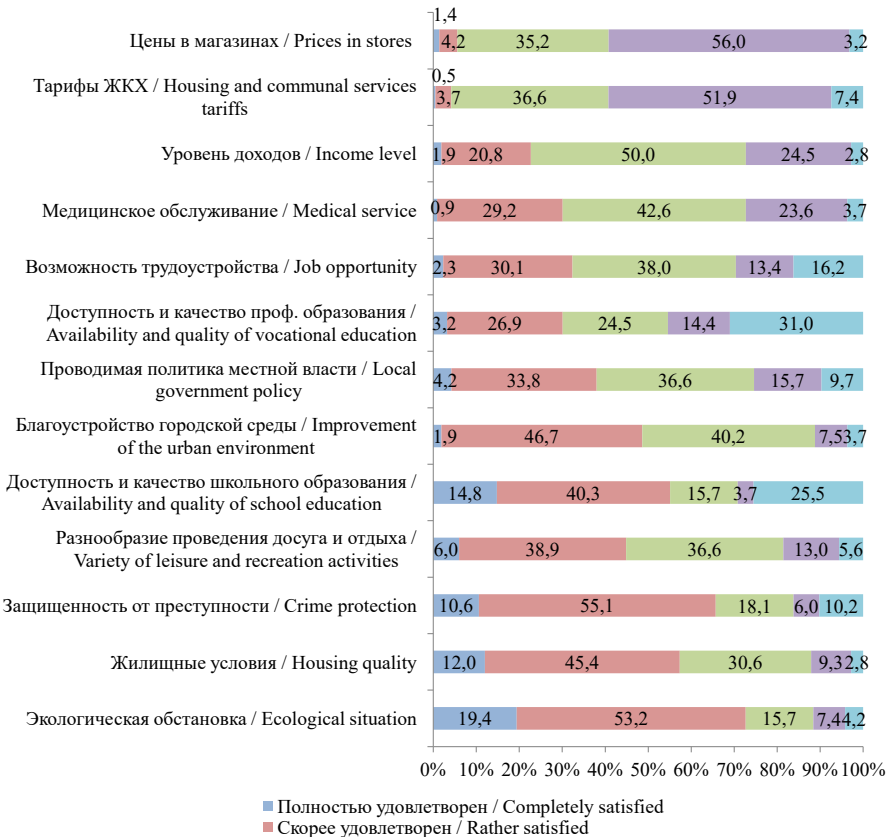 1,4
Цены в магазинах / Prices in stores 4,2 35,2 56,0 3,2
0,5
Тарифы ЖКХ / Housing and communal services
tariffs 3,7 36,6 51,9 7,4
Уровень доходов / Income level 1,9 20,8 50,0 24,5 2,8
Медицинское обслуживание / Medical service 0,9 29,2 42,6 23,6 3,7
Возможность трудоустройства / Job opportunity 2,3 30,1 38,0 13,4 16,2
Доступность и качество проф. образования /
Availability and quality of vocational education 3,2 26,9 24,5 14,4 31,0
Проводимая политика местной власти / Local
government policy 4,2 33,8 36,6 15,7 9,7
Благоустройство городской среды / Improvement
of the urban environment 1,9 46,7 40,2 7,5 3,7
Доступность и качество школьного образования /
Availability and quality of school education 14,8 40,3 15,7 3,7 25,5
Разнообразие проведения досуга и отдыха /
Variety of leisure and recreation activities 6,0 38,9 36,6 13,0 5,6
Защищенность от преступности / Crime protection 10,6 55,1 18,1 6,0 10,2
Жилищные условия / Housing quality 12,0 45,4 30,6 9,3 2,8
Экологическая обстановка / Ecological situation 19,4 53,2 15,7 7,4 4,2
0% 10% 20% 30% 40% 50% 60% 70% 80% 90% 100%
Полностью удовлетворен / Completely satisfied
Скорее удовлетворен / Rather satisfied